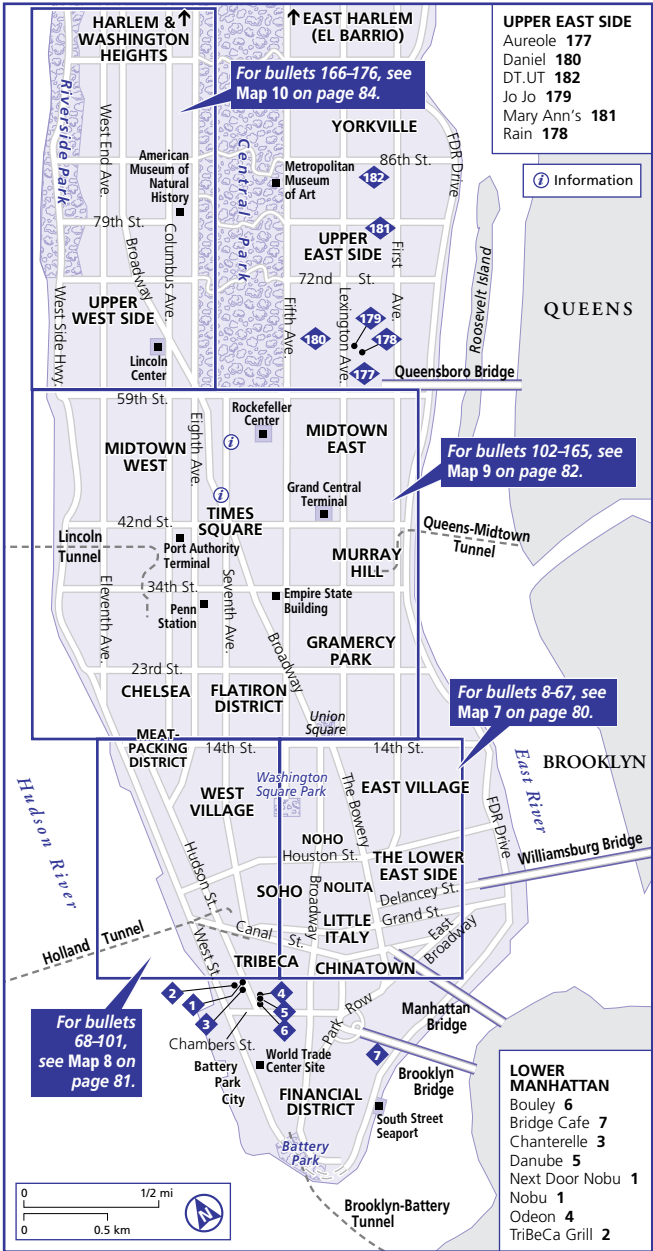 HARLEM &
WASHINGTON
HEIGHTS
EAST HARLEM
(EL BARRIO)
UPPER EAST SIDE
Aureole 177
Daniel 180
DT.UT 182
Jo Jo 179
Mary Ann's 181
Rain 178
i Information
For bullets 166-176, see
Map 10 on page 84.
Riverside Park
West End Ave.
Central Park
YORKVILLE
FDR Drive
American
Museum of
Natural
History
Metropolitan
Museum
of Art
86th St.
182
79th St.
Broadway
Columbus Ave.
181
UPPER
EAST SIDE
First Ave.
72nd St.
Roosevelt Island
QUEENS
West Side Hwy.
UPPER
WEST SIDE
Fifth Ave.
Lexington Ave.
179
180
178
177
Lincoln
Center
Queensboro Bridge
59th St.
Rockefeller
Center
Eighth Ave.
i
MIDTOWN
WEST
MIDTOWN
EAST
For bullets 102-165, see
Map 9 on page 82.
Grand Central
Terminal
i
TIMES
SQUARE
42nd St.
Lincoln
Tunnel
Port Authority
Terminal
Queens-Midtown
Tunnel
MURRAY
HILL
34th St.
Eleventh Ave.
Penn
Station
Seventh Ave.
Empire State
Building
Broadway
GRAMERCY
PARK
23rd St.
CHELSEA
FLATIRON
DISTRICT
For bullets 8-67, see
Map 7 on page 80.
Union
Square
MEAT-
PACKING
DISTRICT
14th St.
14th St.
East River
BROOKLYN
Hudson River
WEST
VILLAGE
Washington
Square Park
The Bowery
EAST VILLAGE
FDR Drive
NOHO
Houston St.
Williamsburg Bridge
Hudson St.
THE LOWER
EAST SIDE
SOHO
Broadway
NOLITA
Delancey St.
Grand St.
LITTLE
ITALY
East
Broadway
Holland Tunnel
West St.
Canal St.
TRIBECA
CHINATOWN
2
1
3
4
5
6
Park Row
Manhattan
Bridge
For bullets
68-101,
see Map 8 on
page 81.
Chambers St.
Battery
Park
City
World Trade
Center Site
7
Brooklyn
Bridge
FINANCIAL
DISTRICT
South Street
Seaport
Battery
Park
Brooklyn-Battery
Tunnel
LOWER
MANHATTAN
Bouley 6
Bridge Cafe 7
Chanterelle 3
Danube 5
Next Door Nobu 1
Nobu 1
Odeon 4
TriBeCa Grill 2
0 1/2 mi
0 0.5 km
N